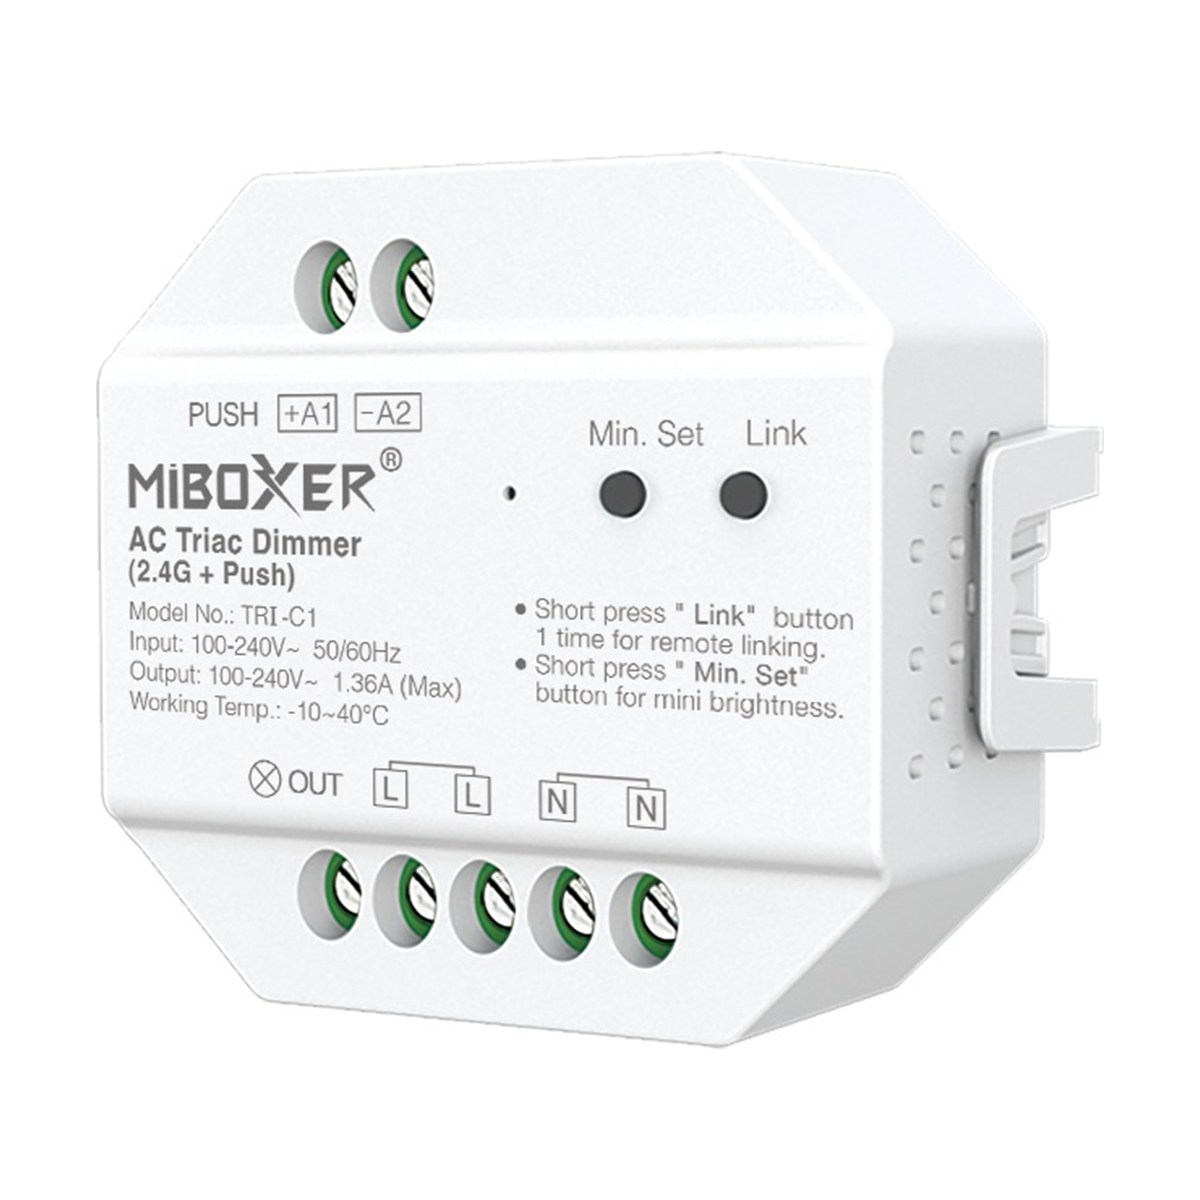 PUSH +A1 -A2
Min. Set Link
MiBOXER®
AC Triac Dimmer
(2.4G + Push)
Model No.: TRI-C1
Input: 100-240V~ 50/60Hz
Output: 100-240V~ 1.36A (Max)
Working Temp.: -10~40°C
• Short press " Link" button
1 time for remote linking.
• Short press " Min. Set"
button for mini brightness.
OUT L L N N